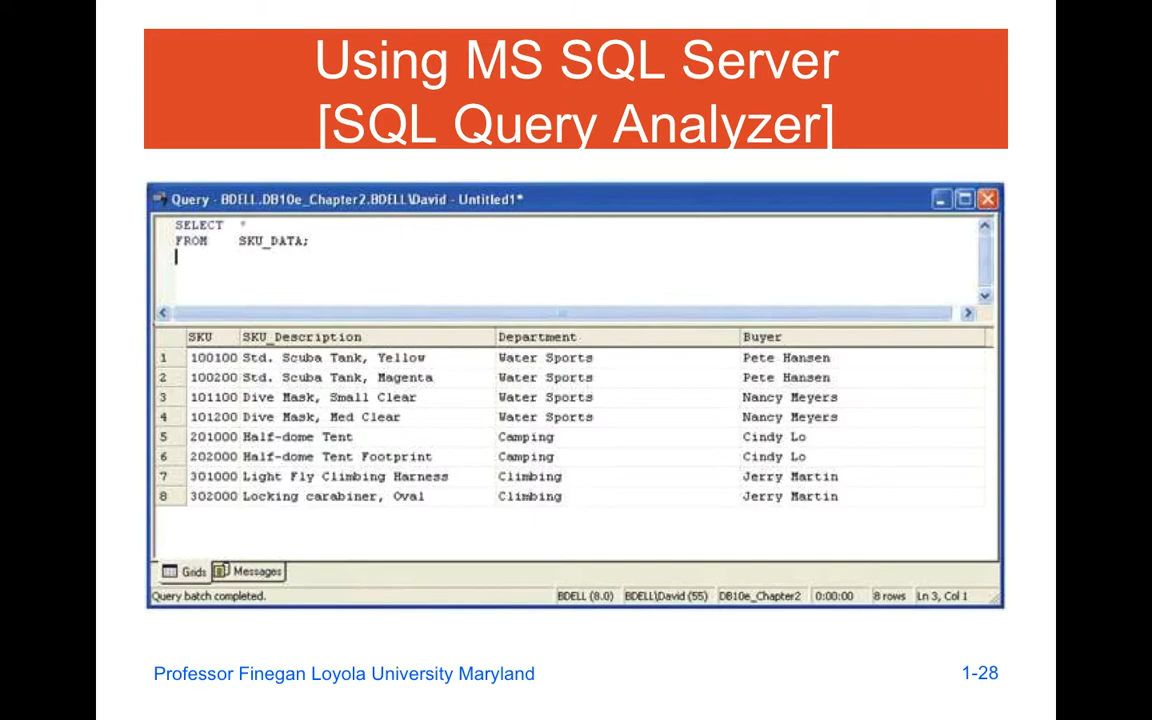 Using MS SQL Server
[SQL Query Analyzer]
Query - BDELL.DB10e_Chapter2.BDELL\David - Untitled1*
SELECT *
FROM SKU_DATA;
SKU SKU_Description Department Buyer
1 100100 Std. Scuba Tank, Yellow Water Sports Pete Hansen
2 100200 Std. Scuba Tank, Magenta Water Sports Pete Hansen
3 101100 Dive Mask, Small Clear Water Sports Nancy Meyers
4 101200 Dive Mask, Med Clear Water Sports Nancy Meyers
5 201000 Half-dome Tent Camping Cindy Lo
6 202000 Half-dome Tent Footprint Camping Cindy Lo
7 301000 Light Fly Climbing Harness Climbing Jerry Martin
8 302000 Locking carabiner, Oval Climbing Jerry Martin
Grids Messages
Query batch completed. BDELL (8.0) BDELL\David (55) DB10e_Chapter2 0:00:00 8 rows Ln 3, Col 1
Professor Finegan Loyola University Maryland 1-28